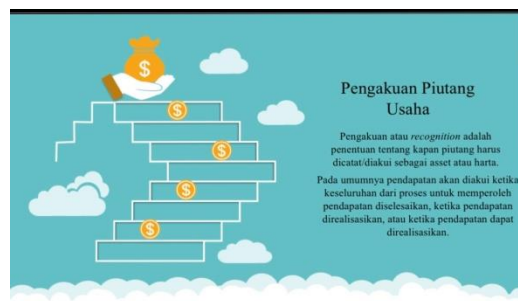 $
$
$
$
$
Pengakuan Piutang
Usaha
Pengakuan atau recognition adalah
penentuan tentang kapan piutang harus
dicatat/diakui sebagai asset atau harta.
Pada umumnya pendapatan akan diakui ketika
keseluruhan dari proses untuk memperoleh
pendapatan diselesaikan, ketika pendapatan
direalisasikan, atau ketika pendapatan dapat
direalisasikan.